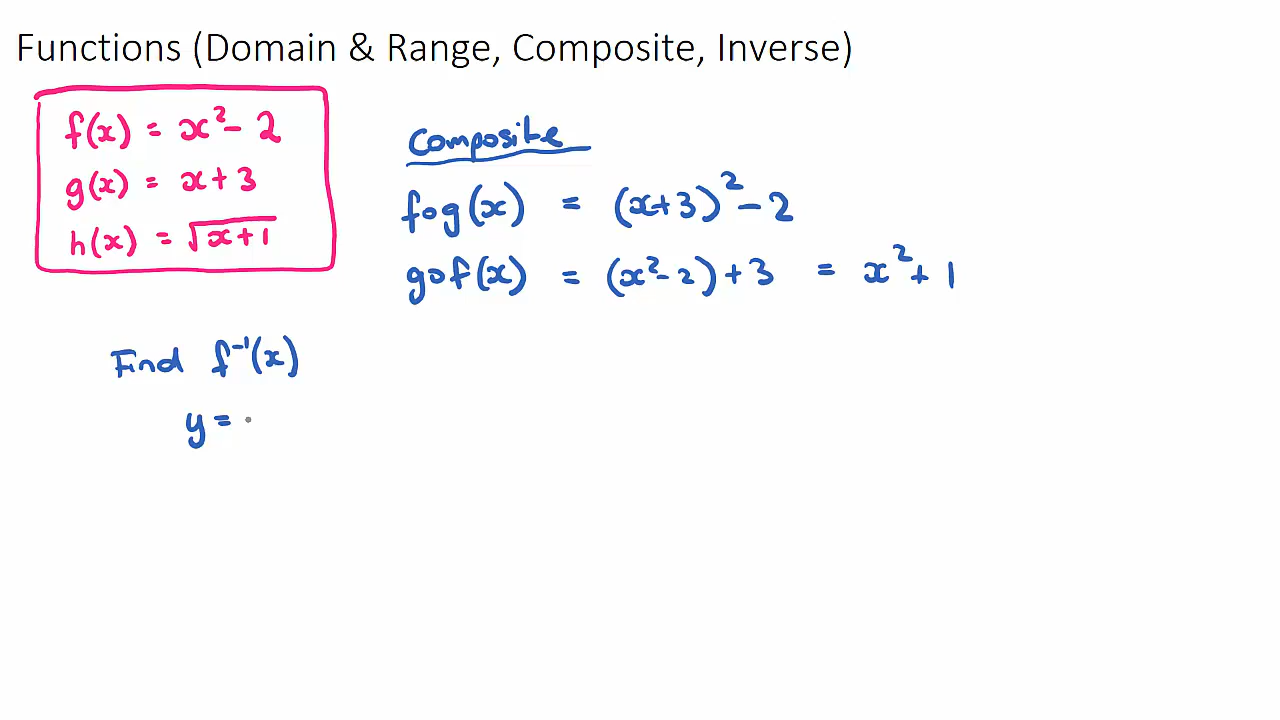 Functions (Domain & Range, Composite, Inverse)
f(x) = x² - 2
g(x) = x + 3
h(x) = √x+1
Composite
fog(x) = (x+3)² - 2
gof(x) = (x²-2)+3 = x² + 1
Find f⁻¹(x)
y =